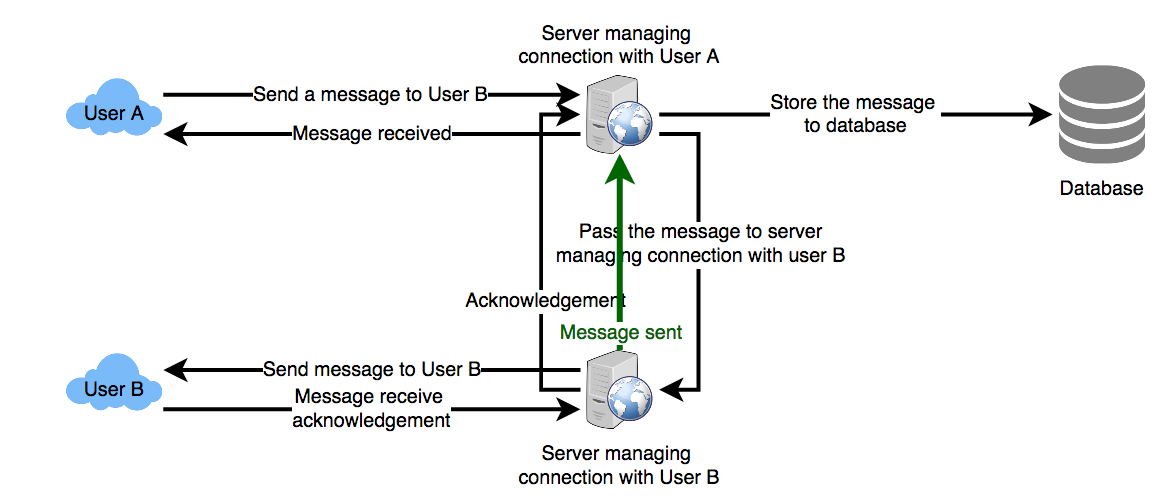 Server managing
connection with User A
User A
Send a message to User B
Message received
Store the message
to database
Database
Pass the message to server
managing connection with user B
Acknowledgement
Message sent
User B
Send message to User B
Message receive
acknowledgement
Server managing
connection with User B